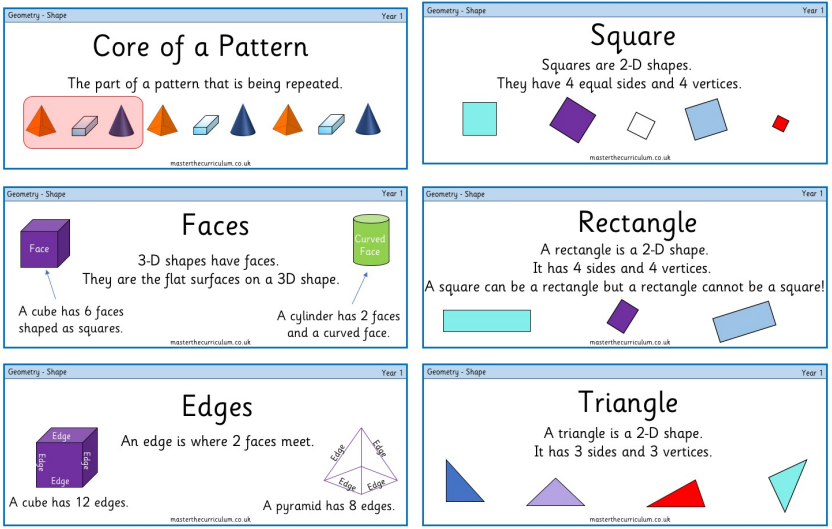 Geometry - Shape
Year 1
Core of a Pattern
The part of a pattern that is being repeated.
masterthecurriculum.co.uk
Geometry - Shape
Year 1
Square
Squares are 2-D shapes.
They have 4 equal sides and 4 vertices.
masterthecurriculum.co.uk
Geometry - Shape
Year 1
Faces
Face
Curved
Face
3-D shapes have faces.
They are the flat surfaces on a 3D shape.
A cube has 6 faces
shaped as squares.
A cylinder has 2 faces
and a curved face.
masterthecurriculum.co.uk
Geometry - Shape
Year 1
Rectangle
A rectangle is a 2-D shape.
It has 4 sides and 4 vertices.
A square can be a rectangle but a rectangle cannot be a square!
masterthecurriculum.co.uk
Geometry - Shape
Year 1
Edges
An edge is where 2 faces meet.
Edge
Edge
Edge
Edge
Edge
Edge
Edge
Edge
A cube has 12 edges.
A pyramid has 8 edges.
masterthecurriculum.co.uk
Geometry - Shape
Year 1
Triangle
A triangle is a 2-D shape.
It has 3 sides and 3 vertices.
masterthecurriculum.co.uk